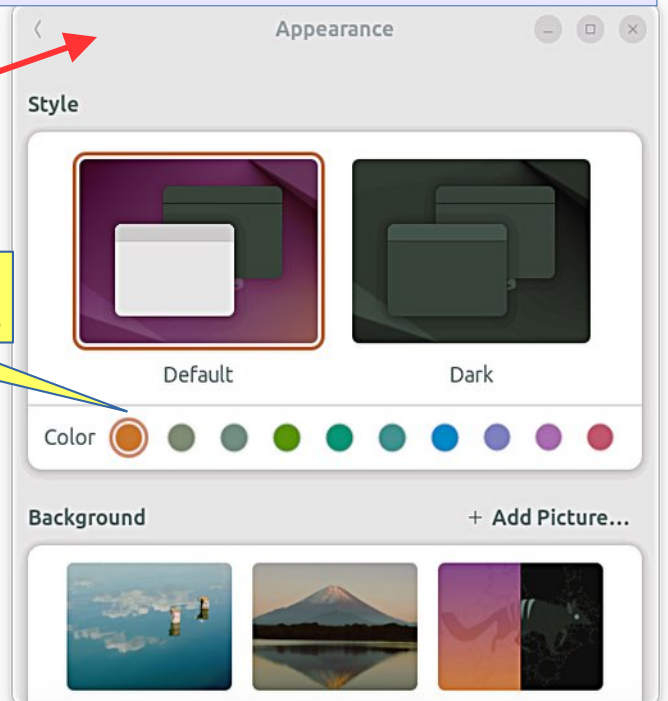 Appearance
Style
Default Dark
Color
Background + Add Picture...